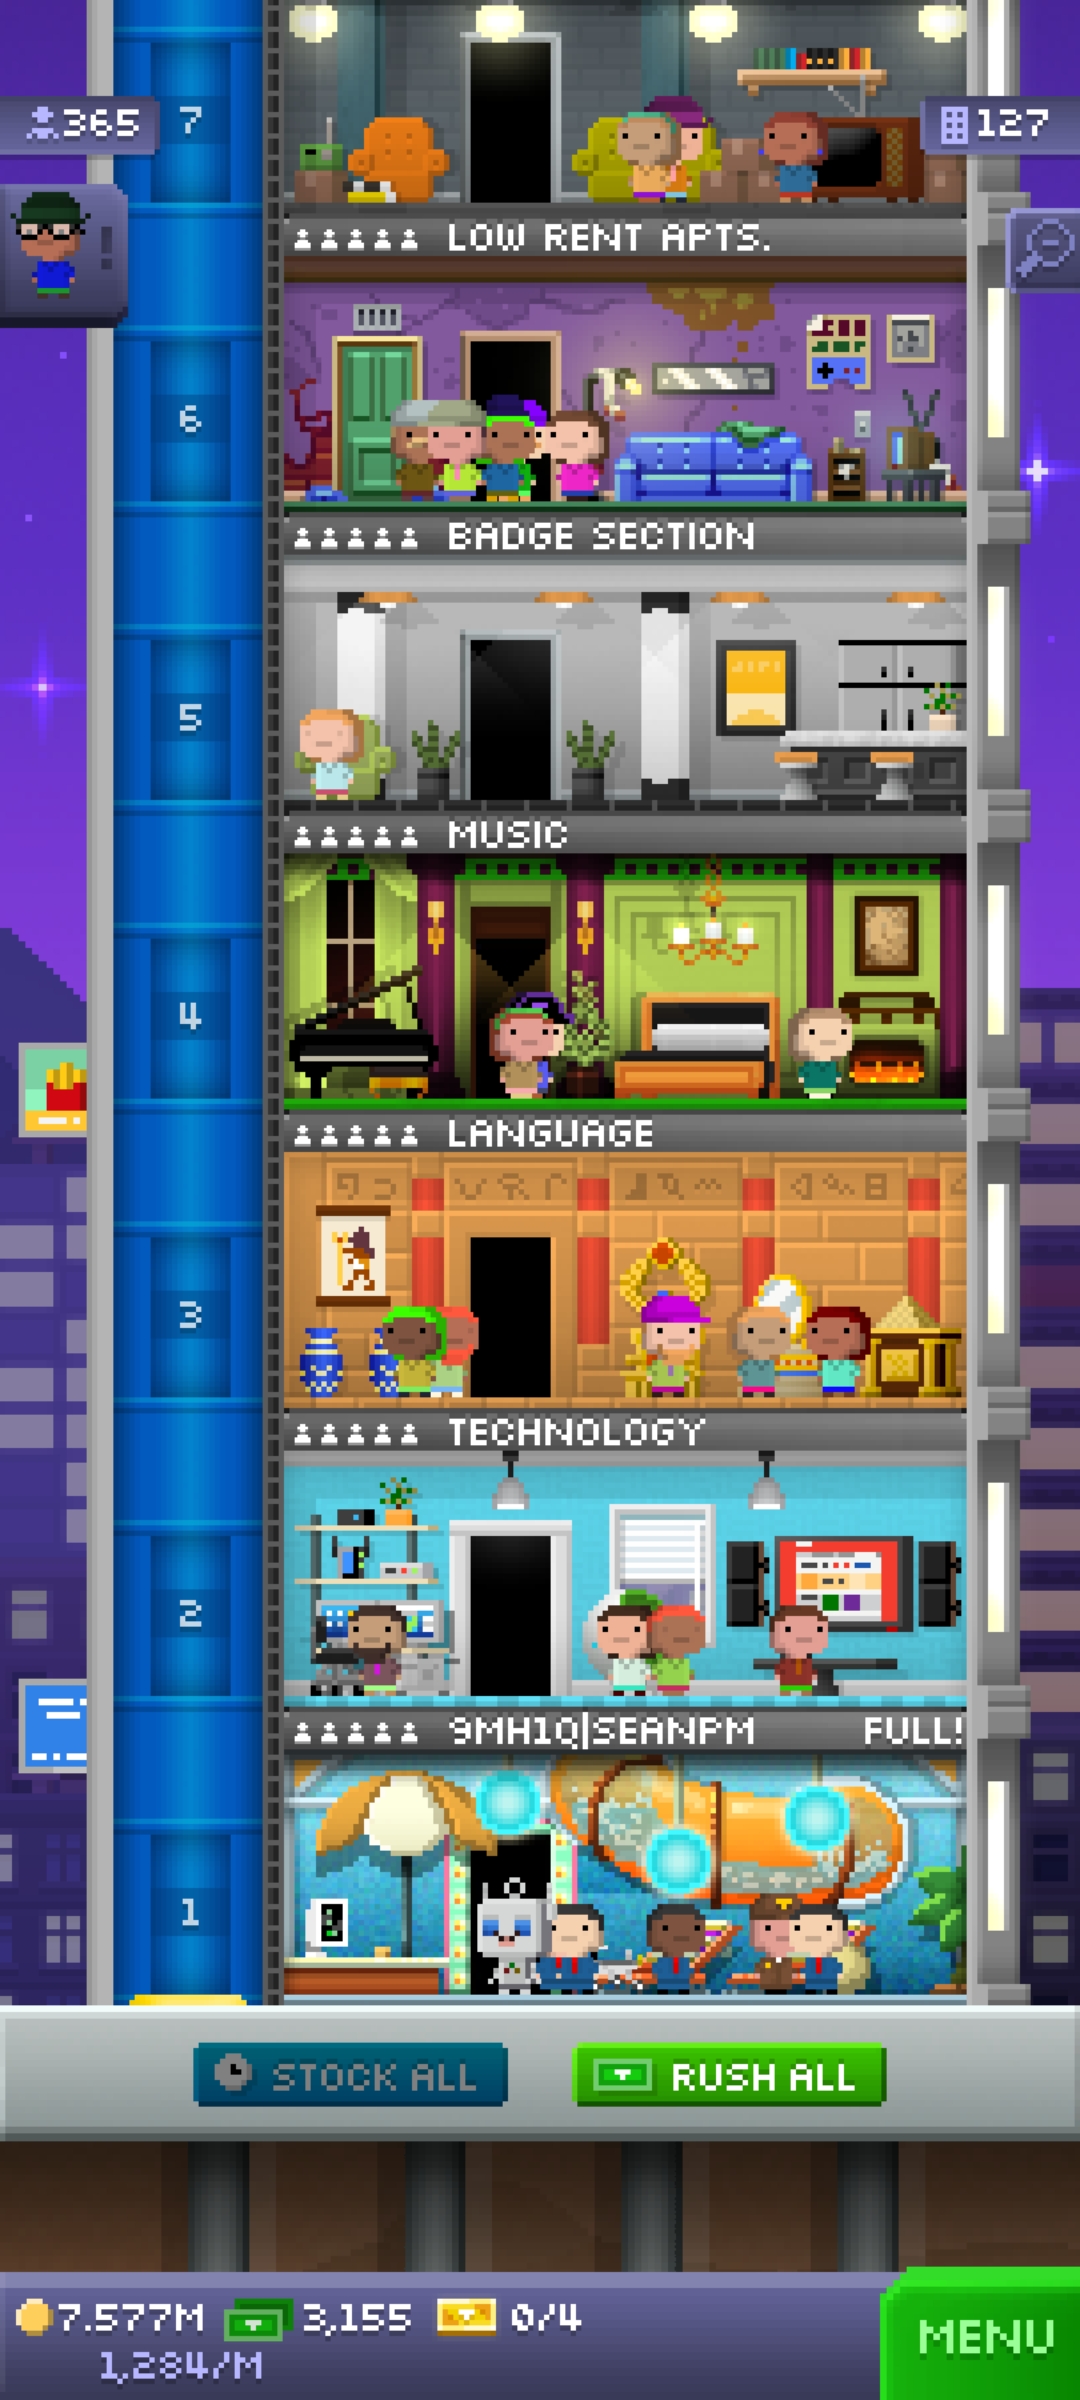 7
365
127
!
LOW RENT APTS.
6
BADGE SECTION
5
MUSIC
4
LANGUAGE
3
TECHNOLOGY
2
9MH1Q|SEANPM FULL!
1
STOCK ALL
RUSH ALL
7.577M 3,155 0/4
1,284/M
MENU